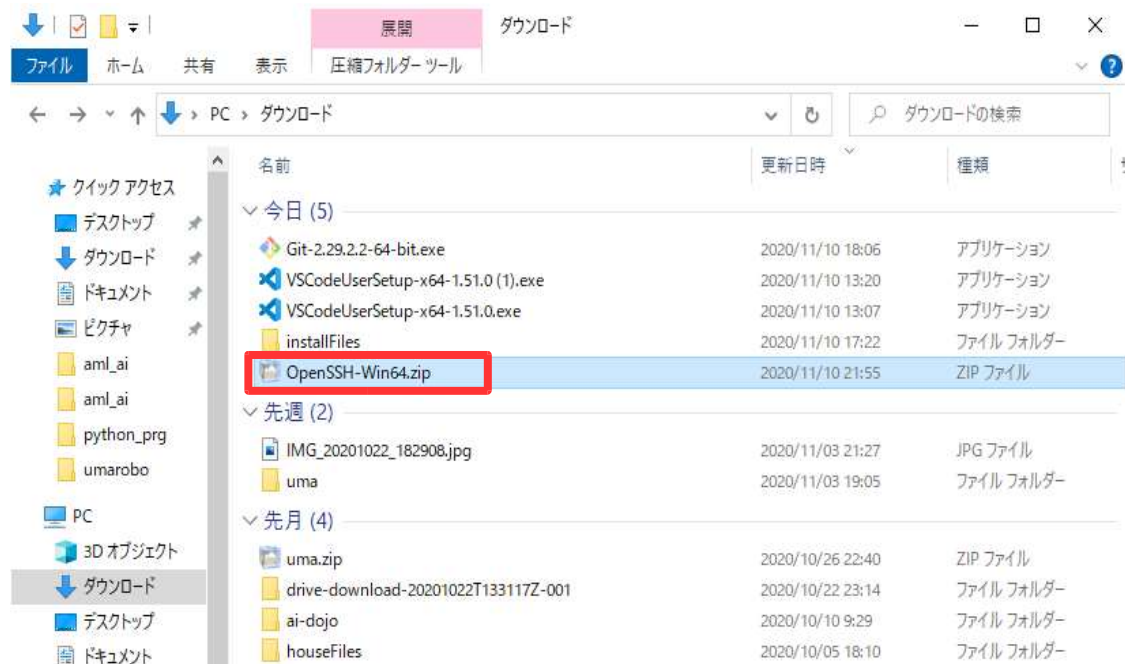 展開
ダウンロード
ファイル ホーム 共有 表示 圧縮フォルダー ツール
PC › ダウンロード
ダウンロードの検索
名前 更新日時 種類
クイック アクセス
デスクトップ
ダウンロード
ドキュメント
ピクチャ
aml_ai
aml_ai
python_prg
umarobo
PC
3D オブジェクト
ダウンロード
デスクトップ
ドキュメント
今日 (5)
Git-2.29.2.2-64-bit.exe 2020/11/10 18:06 アプリケーション
VSCodeUserSetup-x64-1.51.0 (1).exe 2020/11/10 13:20 アプリケーション
VSCodeUserSetup-x64-1.51.0.exe 2020/11/10 13:07 アプリケーション
installFiles 2020/11/10 17:22 ファイル フォルダー
OpenSSH-Win64.zip 2020/11/10 21:55 ZIP ファイル
先週 (2)
IMG_20201022_182908.jpg 2020/11/03 21:27 JPG ファイル
uma 2020/11/03 19:05 ファイル フォルダー
先月 (4)
uma.zip 2020/10/26 22:40 ZIP ファイル
drive-download-20201022T133117Z-001 2020/10/22 23:14 ファイル フォルダー
ai-dojo 2020/10/10 9:29 ファイル フォルダー
houseFiles 2020/10/05 18:10 ファイル フォルダー